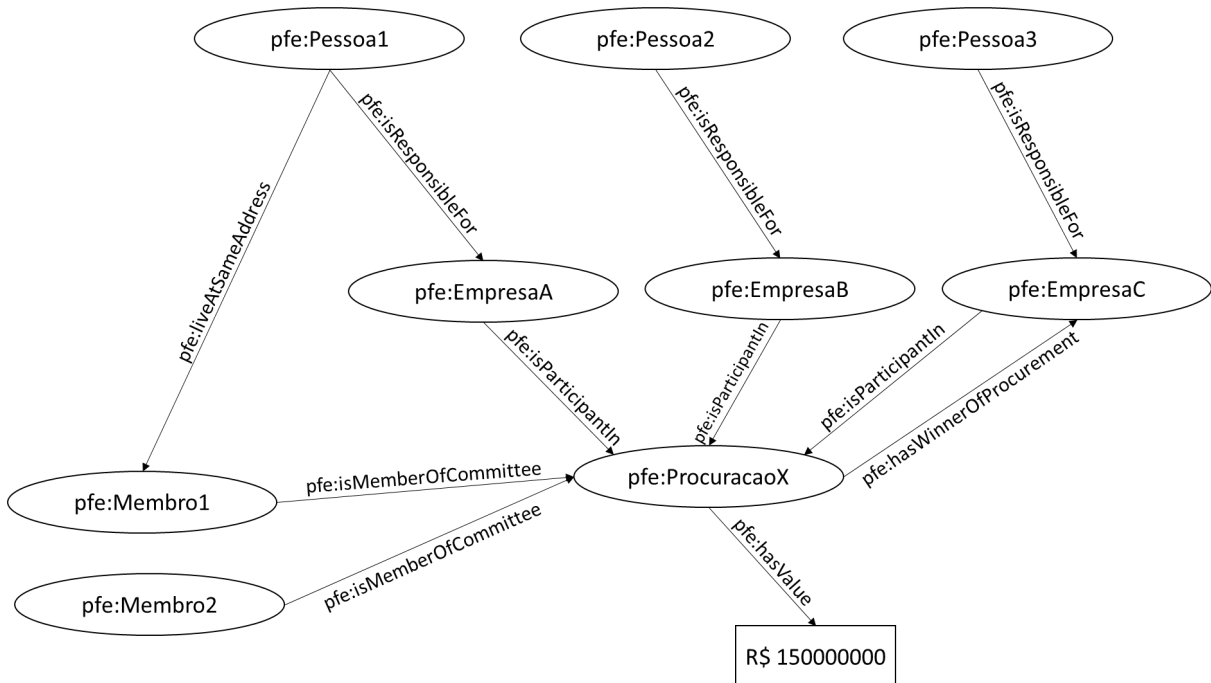 pfe:Pessoa1
pfe:Pessoa2
pfe:Pessoa3
pfe:isResponsibleFor
pfe:isResponsibleFor
pfe:isResponsibleFor
pfe:liveAtSameAddress
pfe:EmpresaA
pfe:EmpresaB
pfe:EmpresaC
pfe:isParticipantIn
pfe:isParticipantIn
pfe:isParticipantIn
pfe:hasWinnerOfProcurement
pfe:Membro1
pfe:isMemberOfCommittee
pfe:ProcuracaoX
pfe:isMemberOfCommittee
pfe:hasValue
pfe:Membro2
R$ 150000000